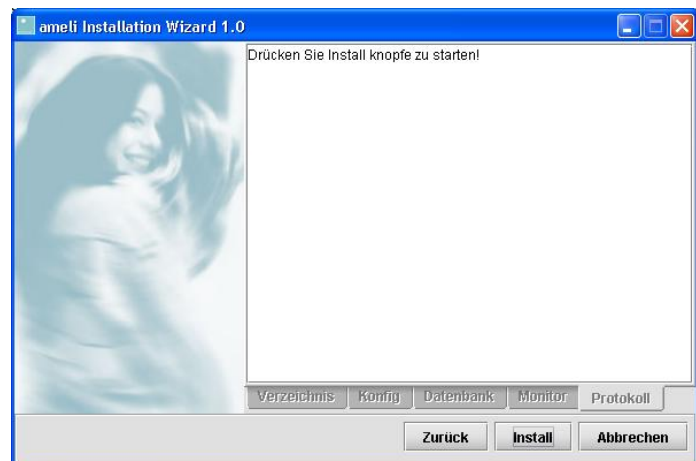 ameli Installation Wizard 1.0
Drücken Sie Install knopfe zu starten!
Verzeichnis Konfig Datenbank Monitor Protokoll
Zurück Install Abbrechen